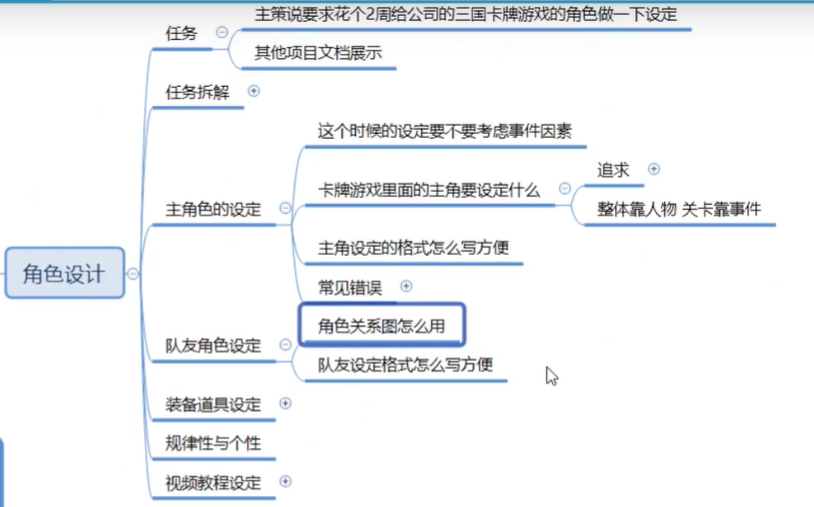 主策说要求花个2周给公司的三国卡牌游戏的角色做一下设定
任务
其他项目文档展示
任务拆解
这个时候的设定要不要考虑事件因素
追求
卡牌游戏里面的主角要设定什么
整体靠人物 关卡靠事件
主角色的设定
主角设定的格式怎么写方便
角色设计
常见错误
角色关系图怎么用
队友角色设定
队友设定格式怎么写方便
装备道具设定
规律性与个性
视频教程设定